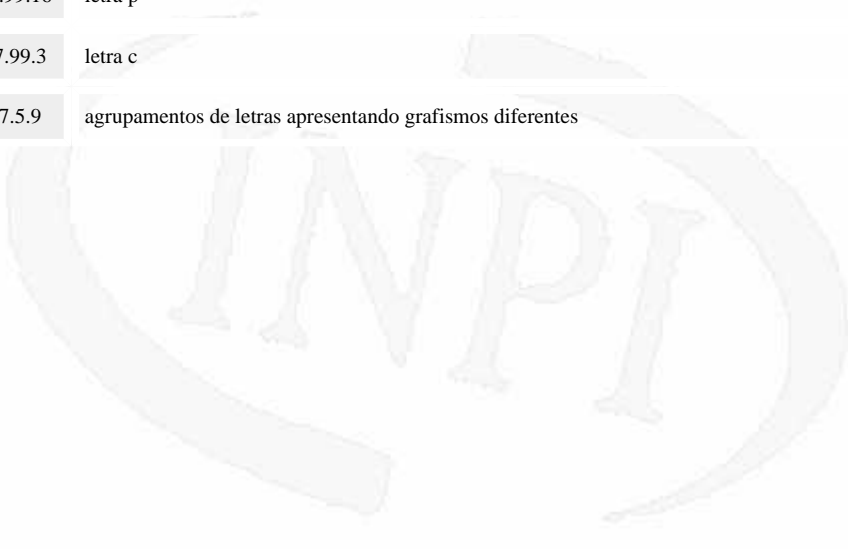 letra p
7.99.3 letra c
7.5.9 agrupamentos de letras apresentando grafismos diferentes
INPI